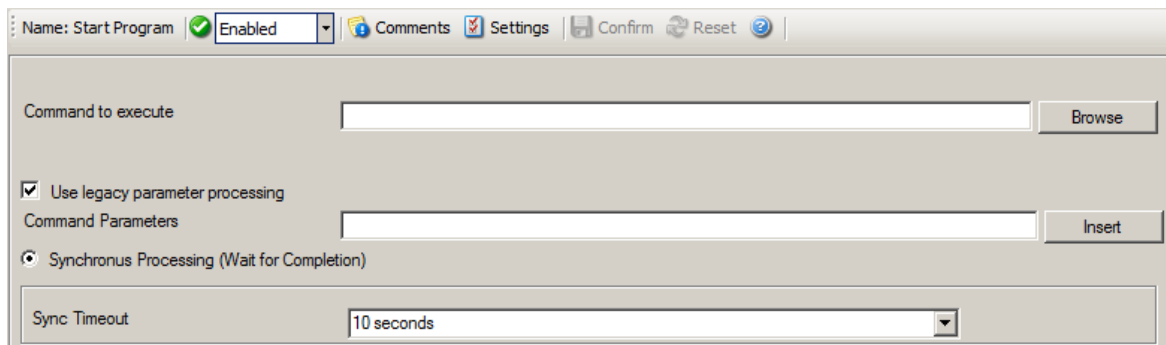 Name: Start Program Enabled Comments Settings Confirm Reset
Command to execute Browse
Use legacy parameter processing
Command Parameters Insert
Synchronus Processing (Wait for Completion)
Sync Timeout 10 seconds